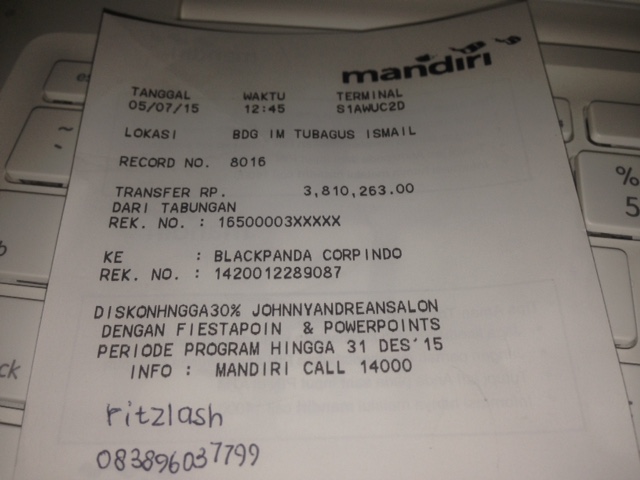 mandiri
TANGGAL WAKTU TERMINAL
05/07/15 12:45 S1AWUC2D
LOKASI BDG IM TUBAGUS ISMAIL
RECORD NO. 8016
TRANSFER RP. 3,810,263.00
DARI TABUNGAN
REK. NO. : 16500003XXXXX
KE : BLACKPANDA CORPINDO
REK. NO. : 1420012289087
DISKONHNGGA30% JOHNNYANDREANSALON
DENGAN FIESTAPOIN & POWERPOINTS
PERIODE PROGRAM HINGGA 31 DES'15
INFO : MANDIRI CALL 14000
ritzlash
083896037799
%
5